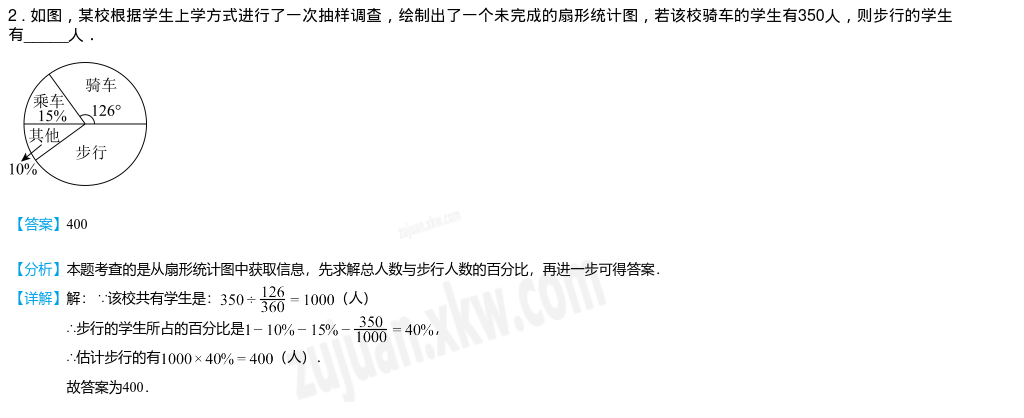 2．如图，某校根据学生上学方式进行了一次抽样调查，绘制出了一个未完成的扇形统计图，若该校骑车的学生有350人，则步行的学生
有______人．
骑车
乘车
15%
126°
其他
步行
10%
【答案】400
【分析】本题考查的是从扇形统计图中获取信息，先求解总人数与步行人数的百分比，再进一步可得答案．
【详解】解：∵该校共有学生是：350÷126/360=1000（人）
∴步行的学生所占的百分比是1−10%−15%−350/1000=40%，
∴估计步行的有1000×40%=400（人）．
故答案为400．
zujuan.xkw.com
zujuan.xkw.com